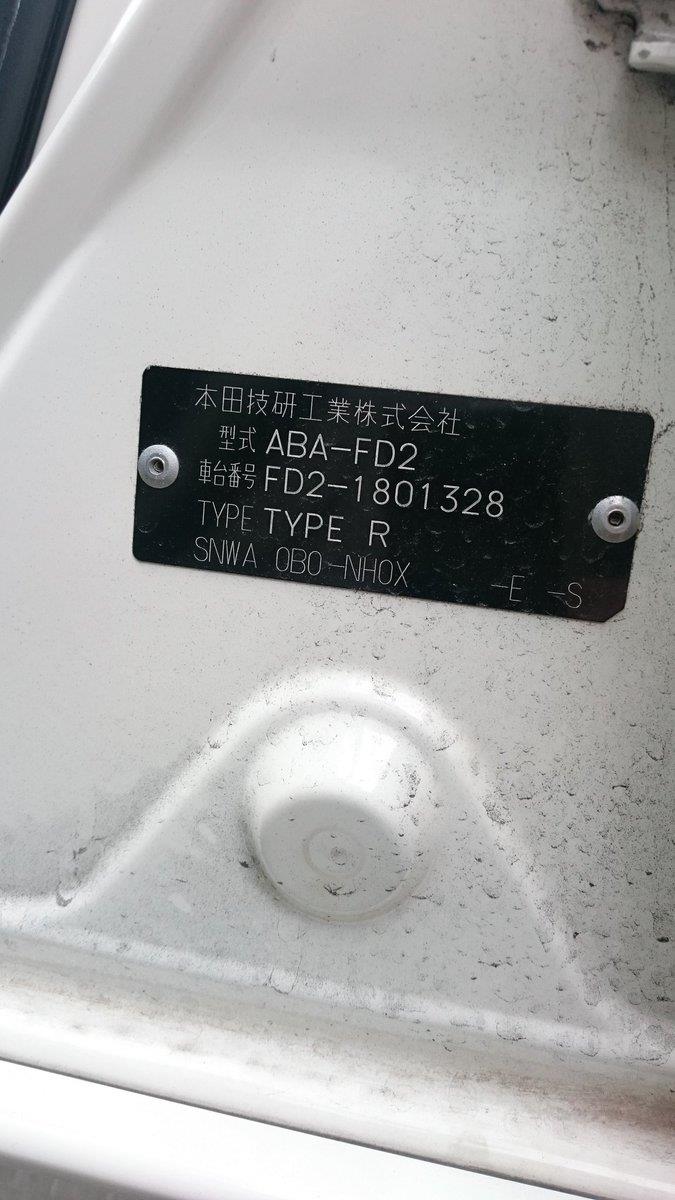 本田技研工業株式会社
型式 ABA-FD2
車台番号 FD2-1801328
TYPE TYPE R
SNWA 0B0-NH0X -E -S